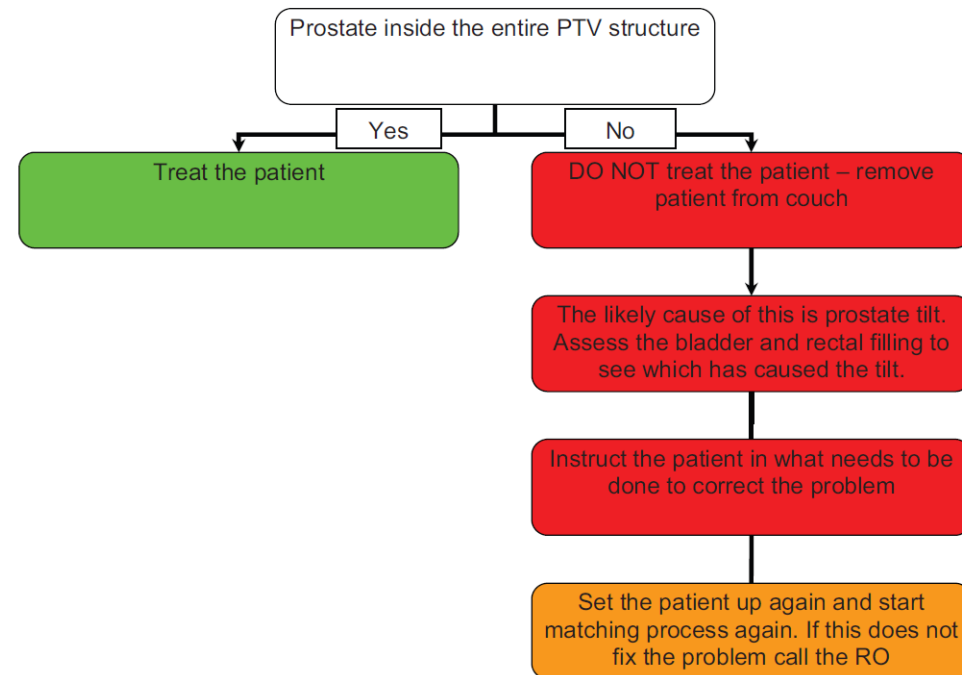 Prostate inside the entire PTV structure
Yes
No
Treat the patient
DO NOT treat the patient – remove
patient from couch
The likely cause of this is prostate tilt.
Assess the bladder and rectal filling to
see which has caused the tilt.
Instruct the patient in what needs to be
done to correct the problem
Set the patient up again and start
matching process again. If this does not
fix the problem call the RO